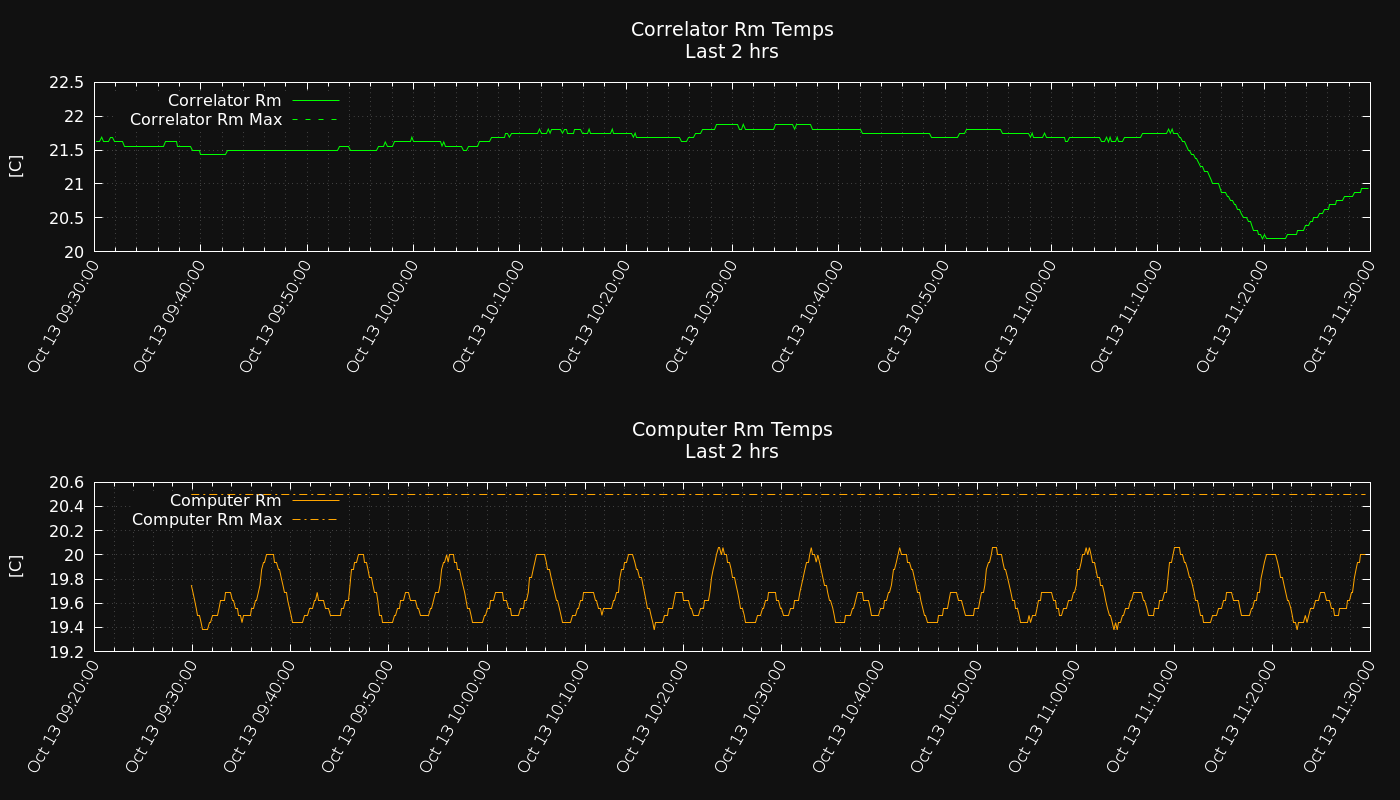 Correlator Rm Temps
Last 2 hrs
22.5
22
21.5
21
20.5
20
[C]
Correlator Rm
Correlator Rm Max
Oct 13 09:30:00
Oct 13 09:40:00
Oct 13 09:50:00
Oct 13 10:00:00
Oct 13 10:10:00
Oct 13 10:20:00
Oct 13 10:30:00
Oct 13 10:40:00
Oct 13 10:50:00
Oct 13 11:00:00
Oct 13 11:10:00
Oct 13 11:20:00
Oct 13 11:30:00
Computer Rm Temps
Last 2 hrs
20.6
20.4
20.2
20
19.8
19.6
19.4
19.2
[C]
Computer Rm
Computer Rm Max
Oct 13 09:20:00
Oct 13 09:30:00
Oct 13 09:40:00
Oct 13 09:50:00
Oct 13 10:00:00
Oct 13 10:10:00
Oct 13 10:20:00
Oct 13 10:30:00
Oct 13 10:40:00
Oct 13 10:50:00
Oct 13 11:00:00
Oct 13 11:10:00
Oct 13 11:20:00
Oct 13 11:30:00